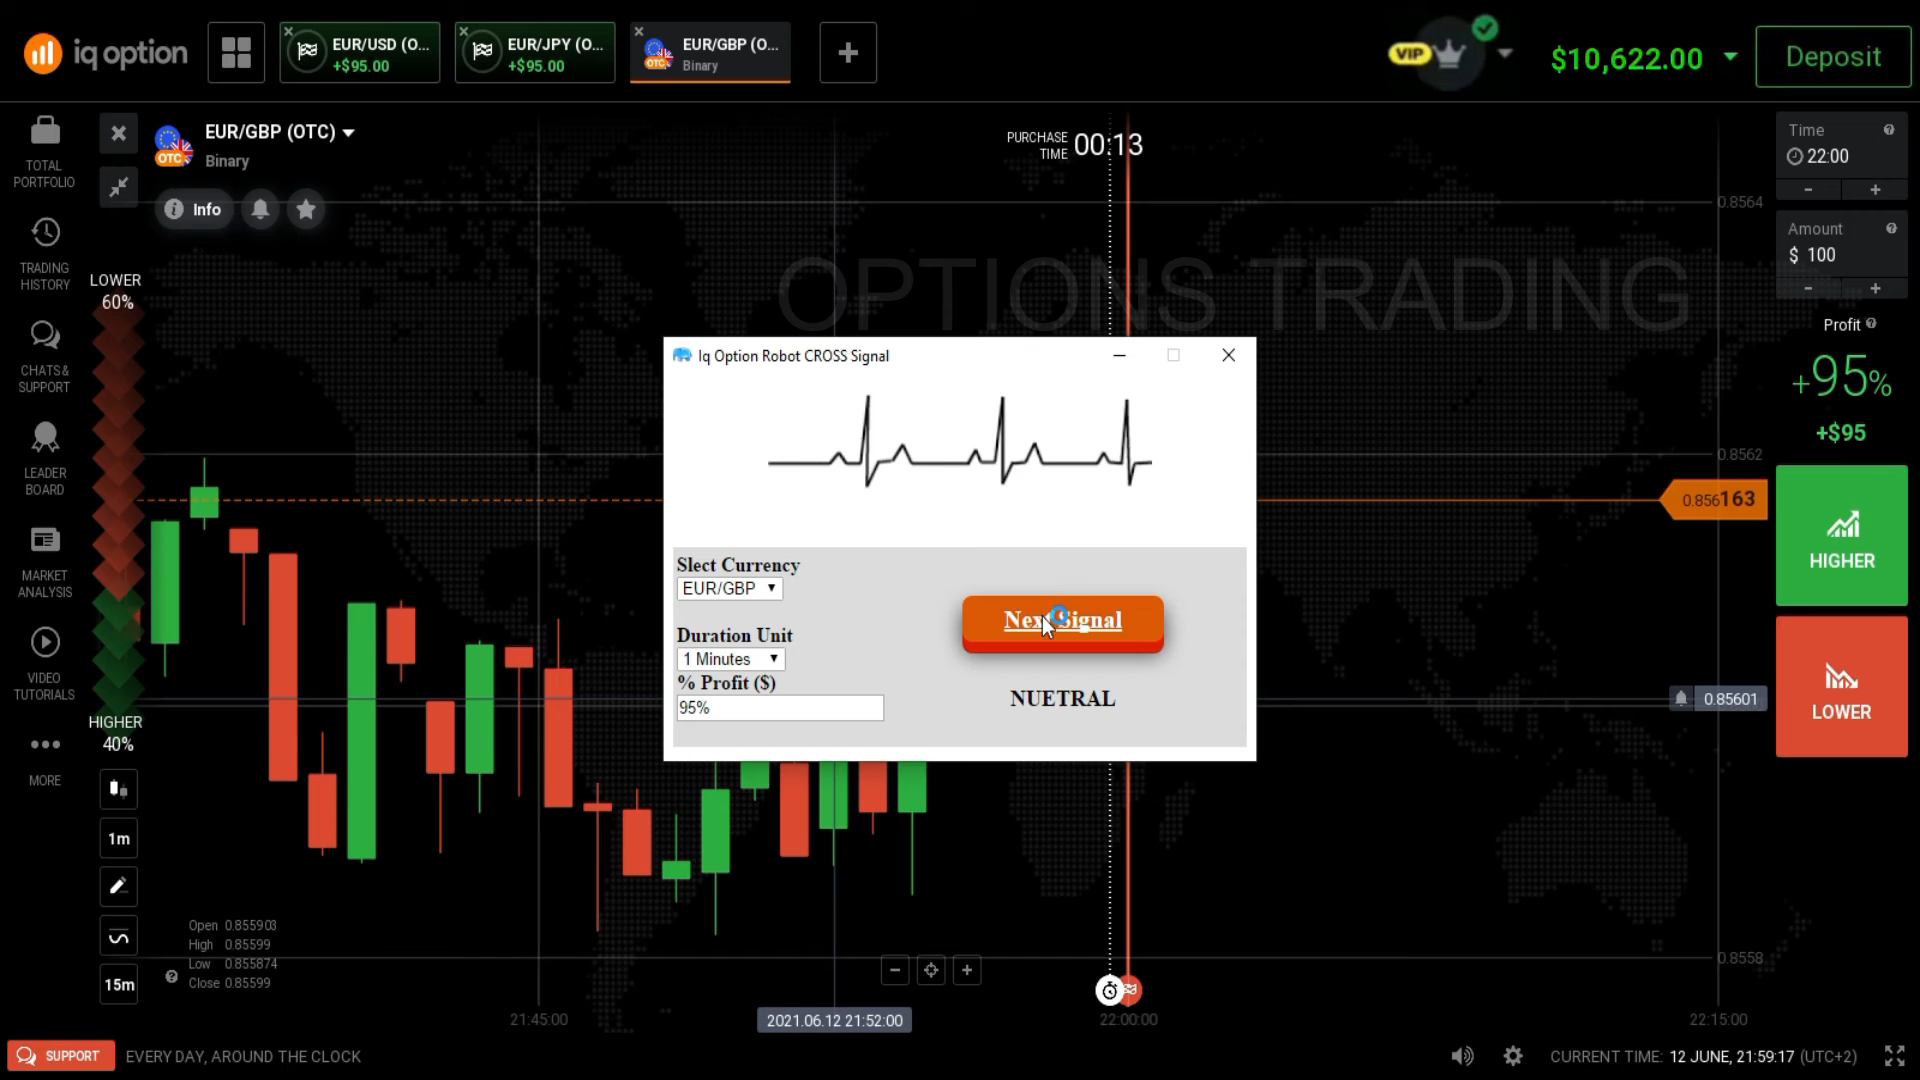 iq option
EUR/USD (O...
+$95.00
EUR/JPY (O...
+$95.00
OTC
EUR/GBP (O...
Binary
VIP
$10,622.00
Deposit
TOTAL
PORTFOLIO
TRADING
HISTORY
CHATS &
SUPPORT
LEADER
BOARD
MARKET
ANALYSIS
VIDEO
TUTORIALS
MORE
OTC
EUR/GBP (OTC)
Binary
Info
LOWER
60%
HIGHER
40%
1m
15m
Open 0.855903
High 0.85599
Low 0.855874
Close 0.85599
PURCHASE
TIME
00:13
OPTIONS TRADING
Iq Option Robot CROSS Signal
Slect Currency
EUR/GBP
Duration Unit
1 Minutes
% Profit ($)
95%
Next Signal
NUETRAL
0.8564
0.8562
0.856163
0.85601
0.8558
21:45:00
2021.06.12 21:52:00
22:00:00
22:15:00
Time
22:00
- +
Amount
$ 100
- +
Profit
+95%
+$95
HIGHER
LOWER
SUPPORT
EVERY DAY, AROUND THE CLOCK
CURRENT TIME: 12 JUNE, 21:59:17 (UTC+2)